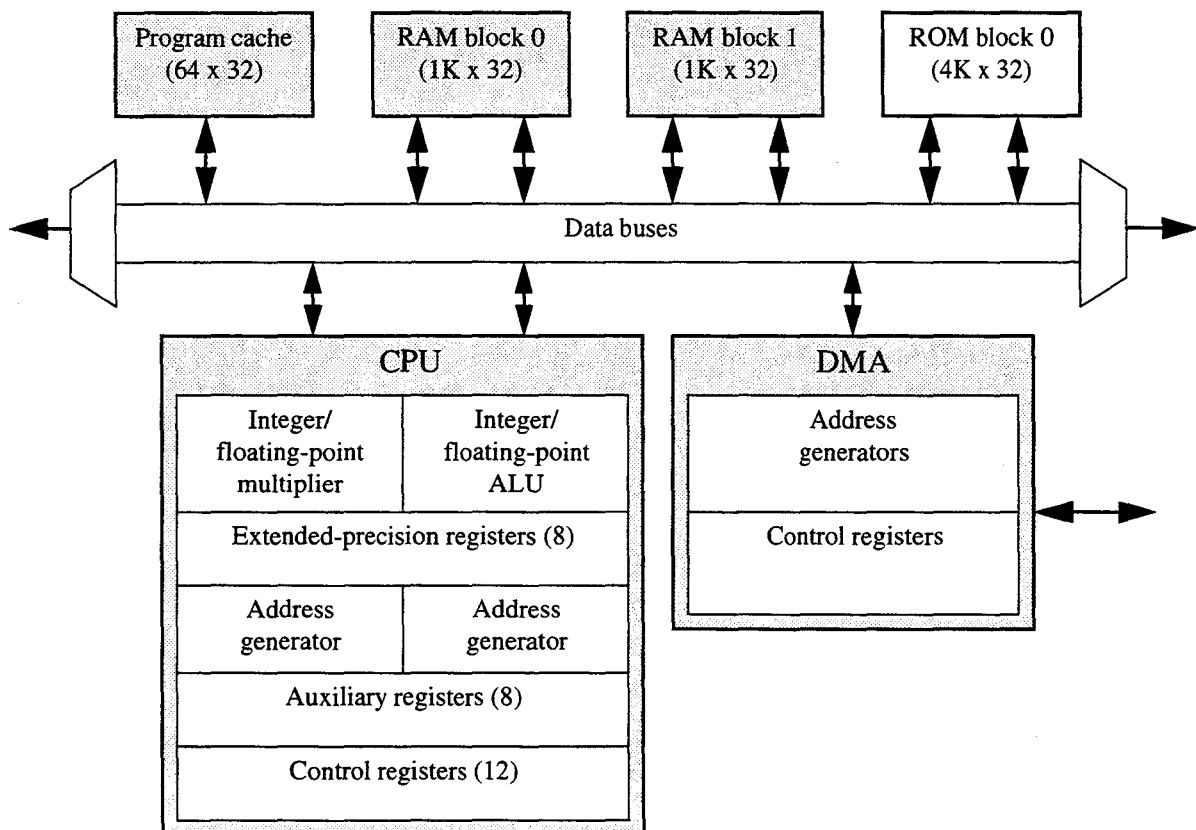 Program cache
(64 x 32)
RAM block 0
(1K x 32)
RAM block 1
(1K x 32)
ROM block 0
(4K x 32)
Data buses
CPU
Integer/
floating-point
multiplier
Integer/
floating-point
ALU
Extended-precision registers (8)
Address
generator
Address
generator
Auxiliary registers (8)
Control registers (12)
DMA
Address
generators
Control registers